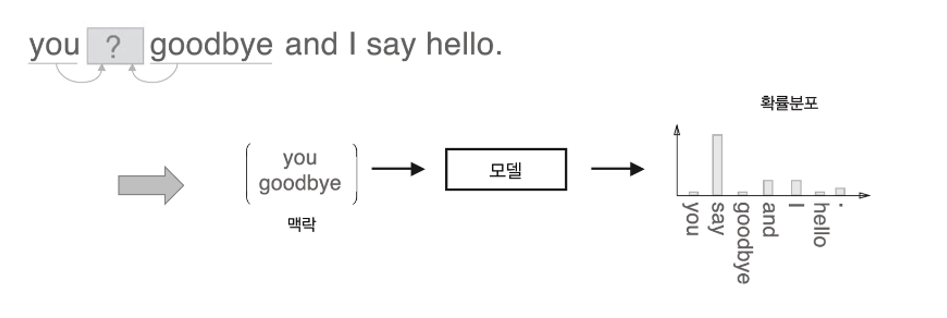 you ? goodbye and I say hello.
확률분포
you
goodbye
모델
맥락
you
say
goodbye
and
I
hello
.